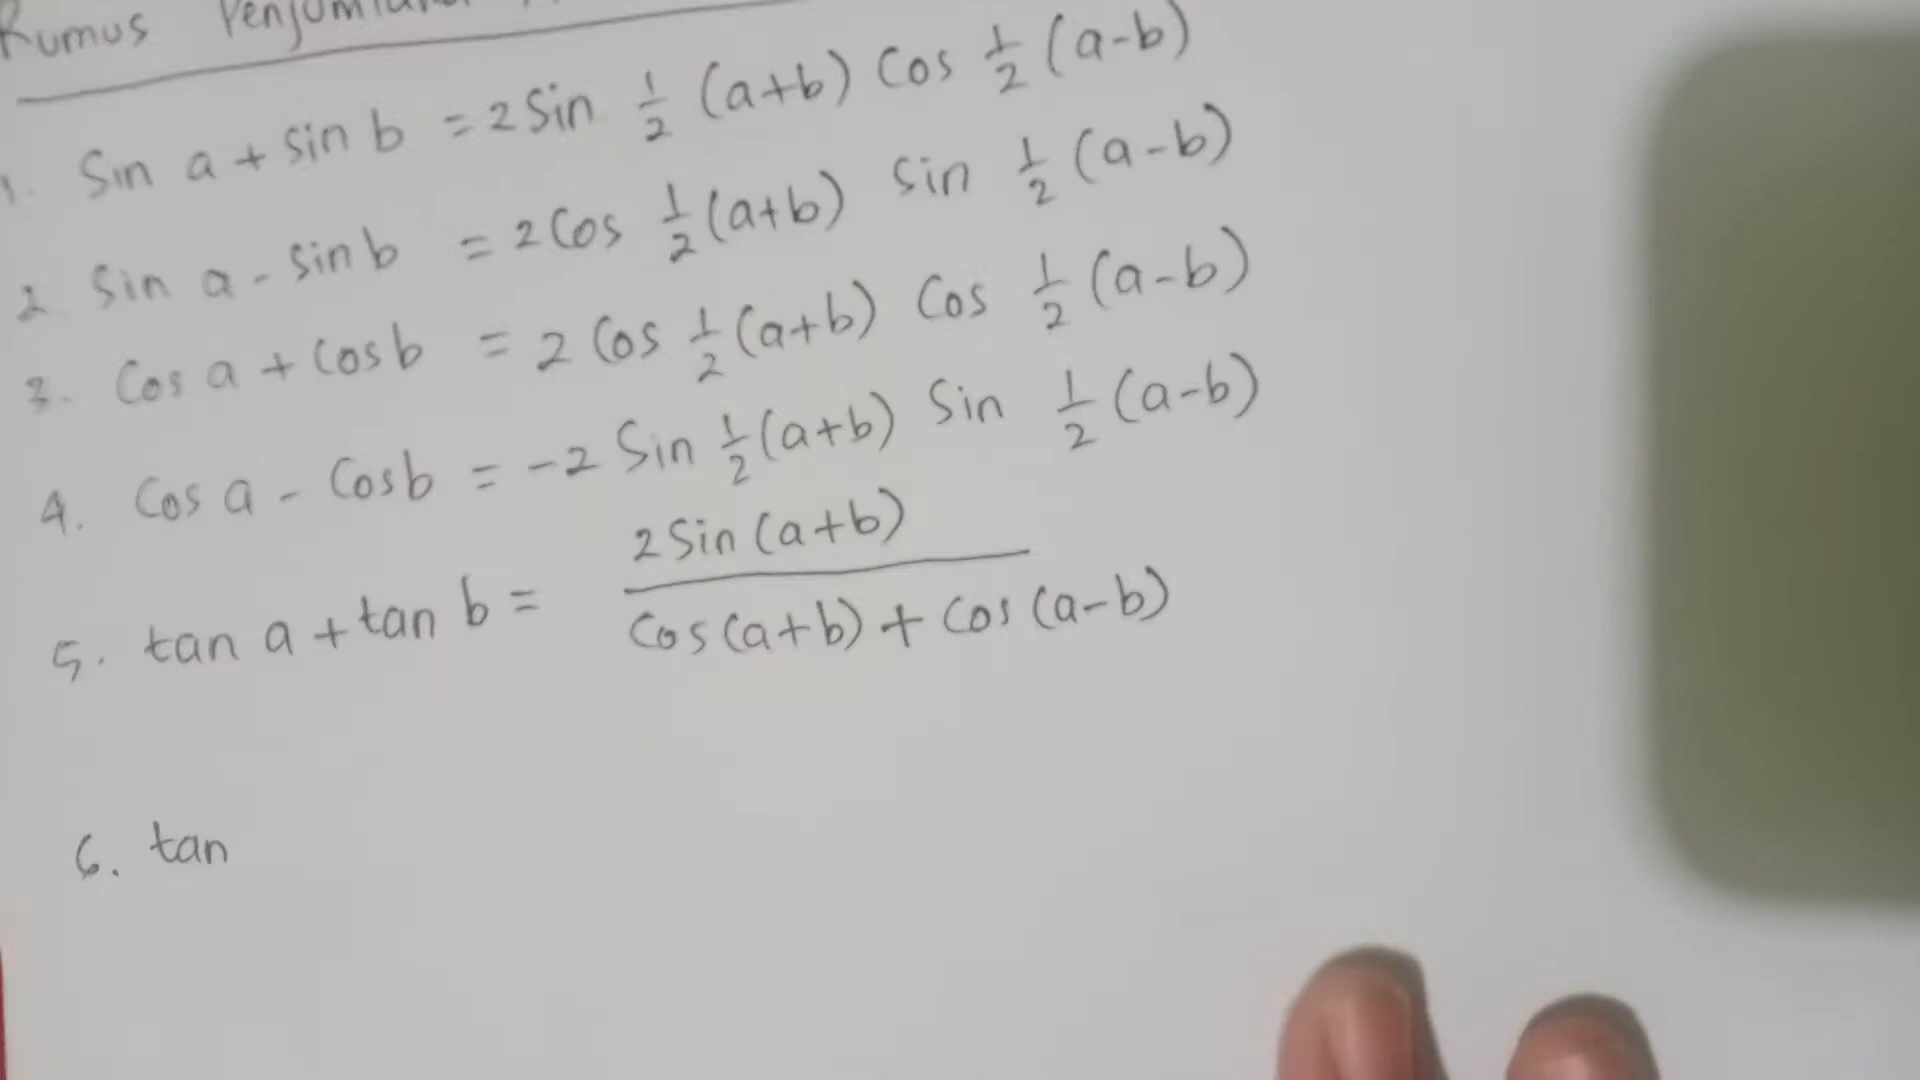 Rumus
1. Sin a + sin b = 2 Sin 1/2 (a+b) Cos 1/2 (a-b)
2. Sin a - sin b = 2 Cos 1/2 (a+b) sin 1/2 (a-b)
3. Cos a + Cos b = 2 Cos 1/2 (a+b) Cos 1/2 (a-b)
4. Cos a - Cos b = -2 Sin 1/2 (a+b) Sin 1/2 (a-b)
5. tan a + tan b = 2 Sin (a+b) / Cos (a+b) + Cos (a-b)
6. tan